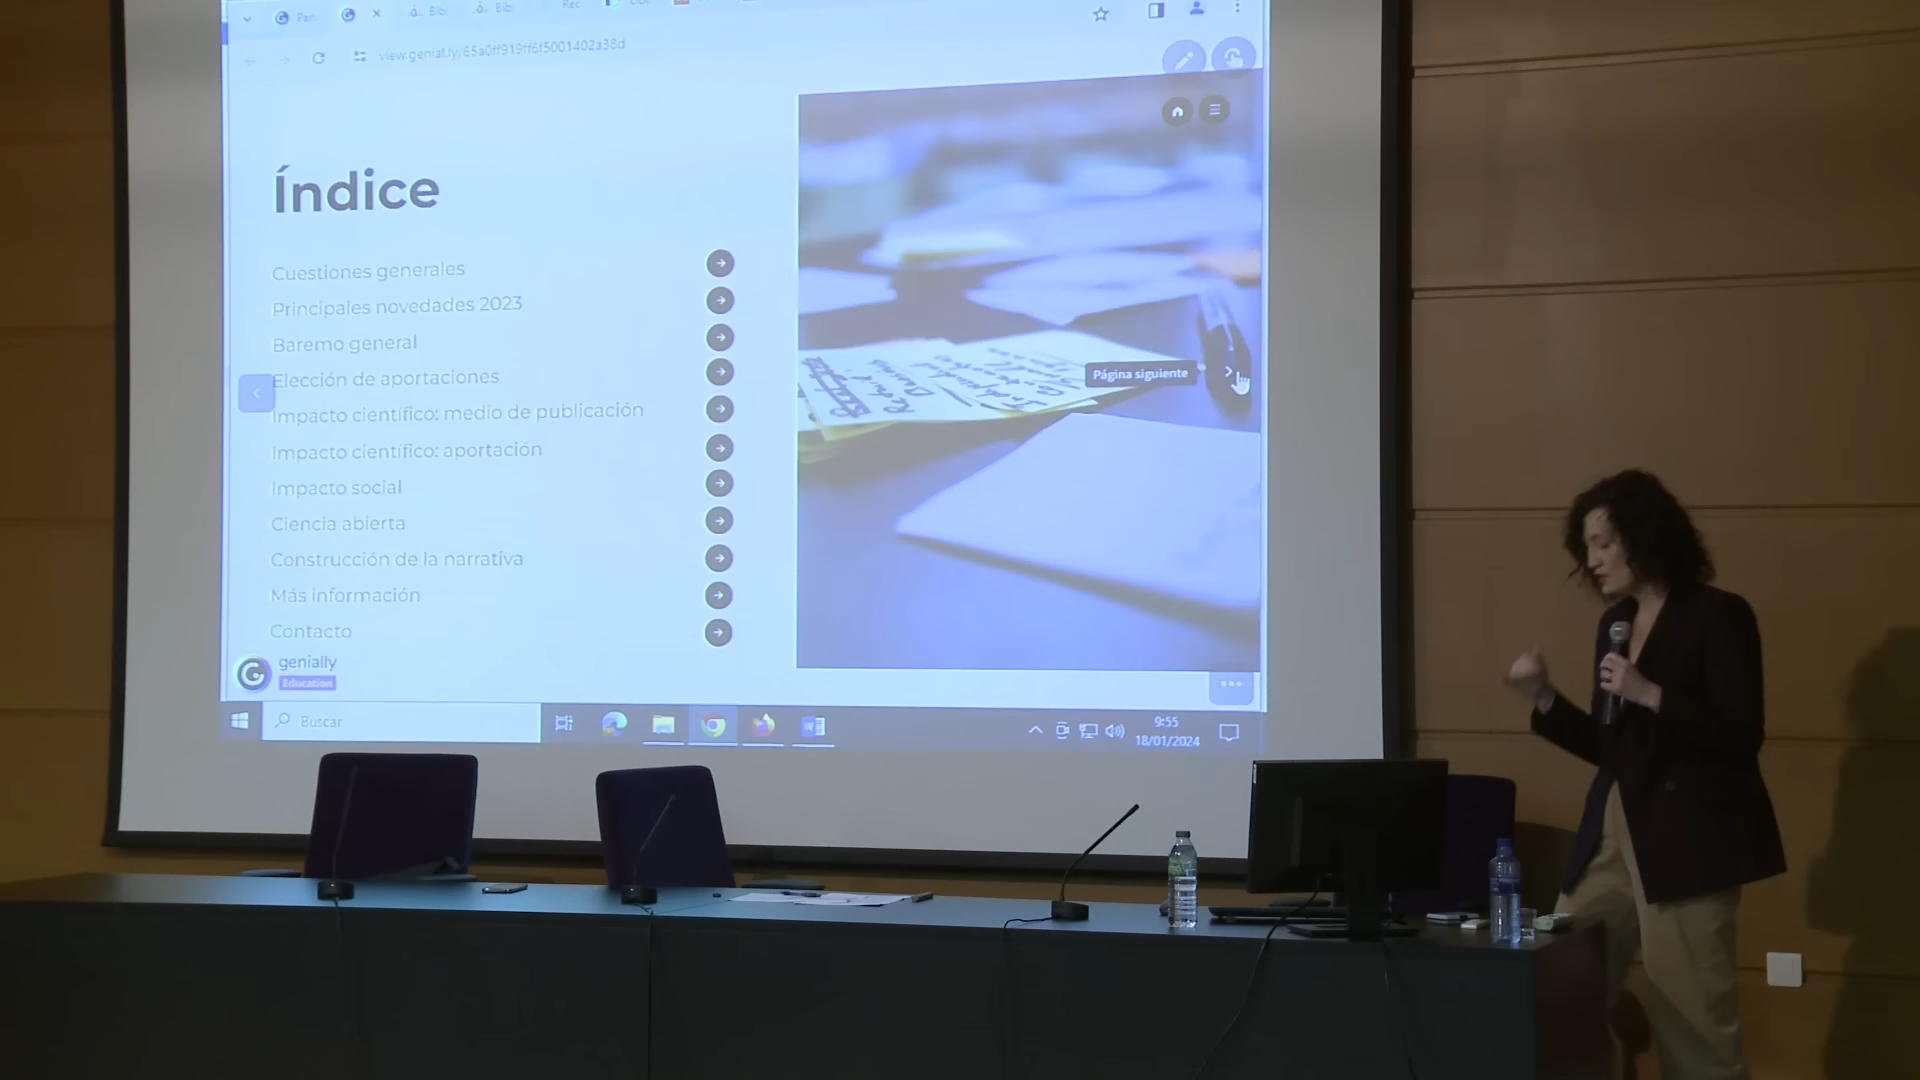 view.genial.ly/65a0ff919ff6f5001402a38d
Índice
Cuestiones generales
Principales novedades 2023
Baremo general
Elección de aportaciones
Impacto científico: medio de publicación
Impacto científico: aportación
Impacto social
Ciencia abierta
Construcción de la narrativa
Más información
Contacto
Página siguiente
genially
Education
Buscar
9:55
18/01/2024